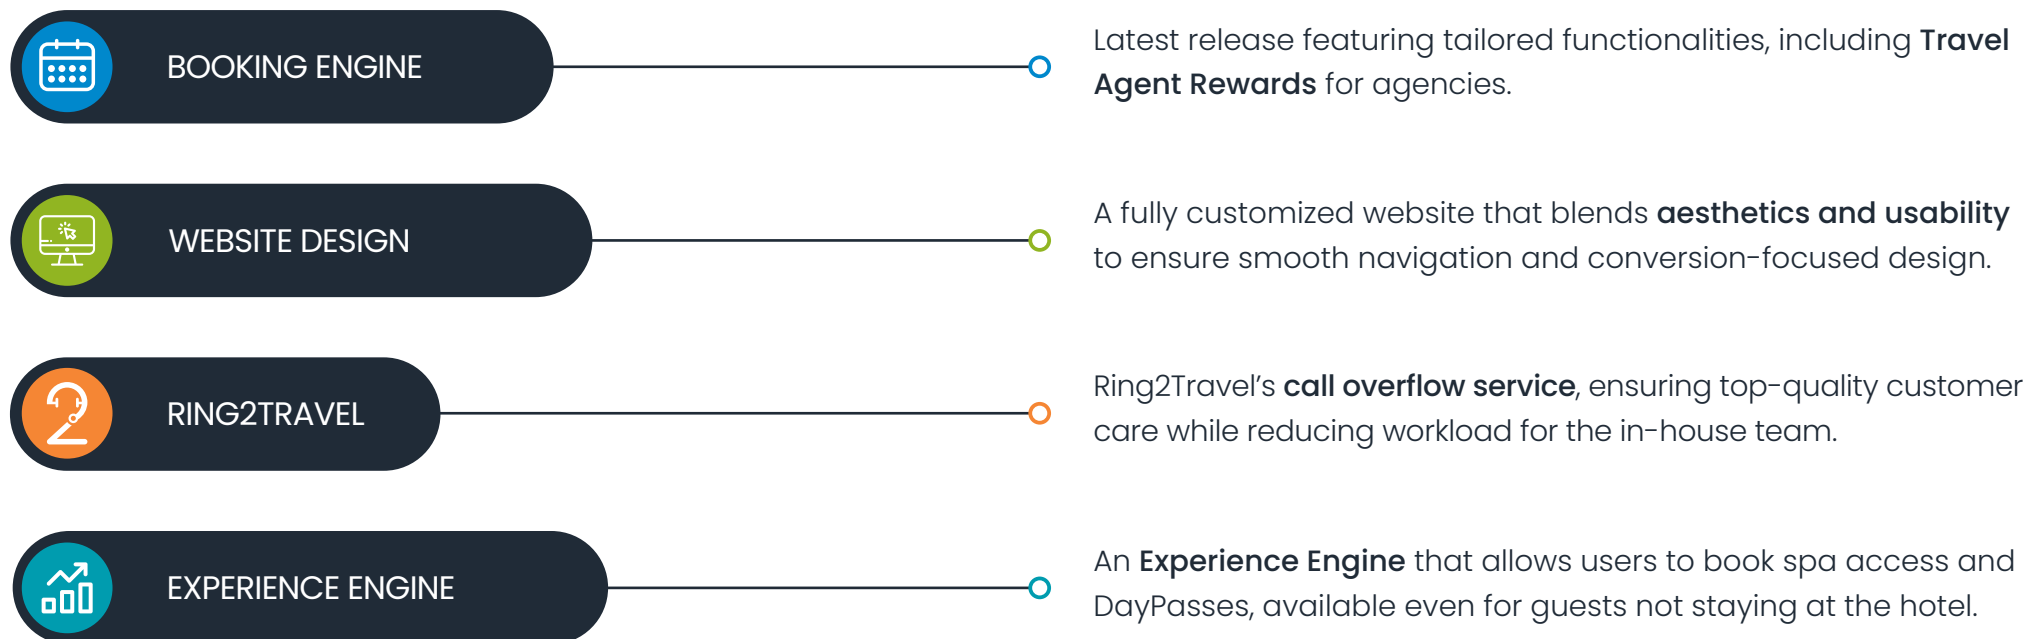 BOOKING ENGINE
Latest release featuring tailored functionalities, including Travel
Agent Rewards for agencies.
WEBSITE DESIGN
A fully customized website that blends aesthetics and usability
to ensure smooth navigation and conversion-focused design.
RING2TRAVEL
Ring2Travel’s call overflow service, ensuring top-quality customer
care while reducing workload for the in-house team.
EXPERIENCE ENGINE
An Experience Engine that allows users to book spa access and
DayPasses, available even for guests not staying at the hotel.